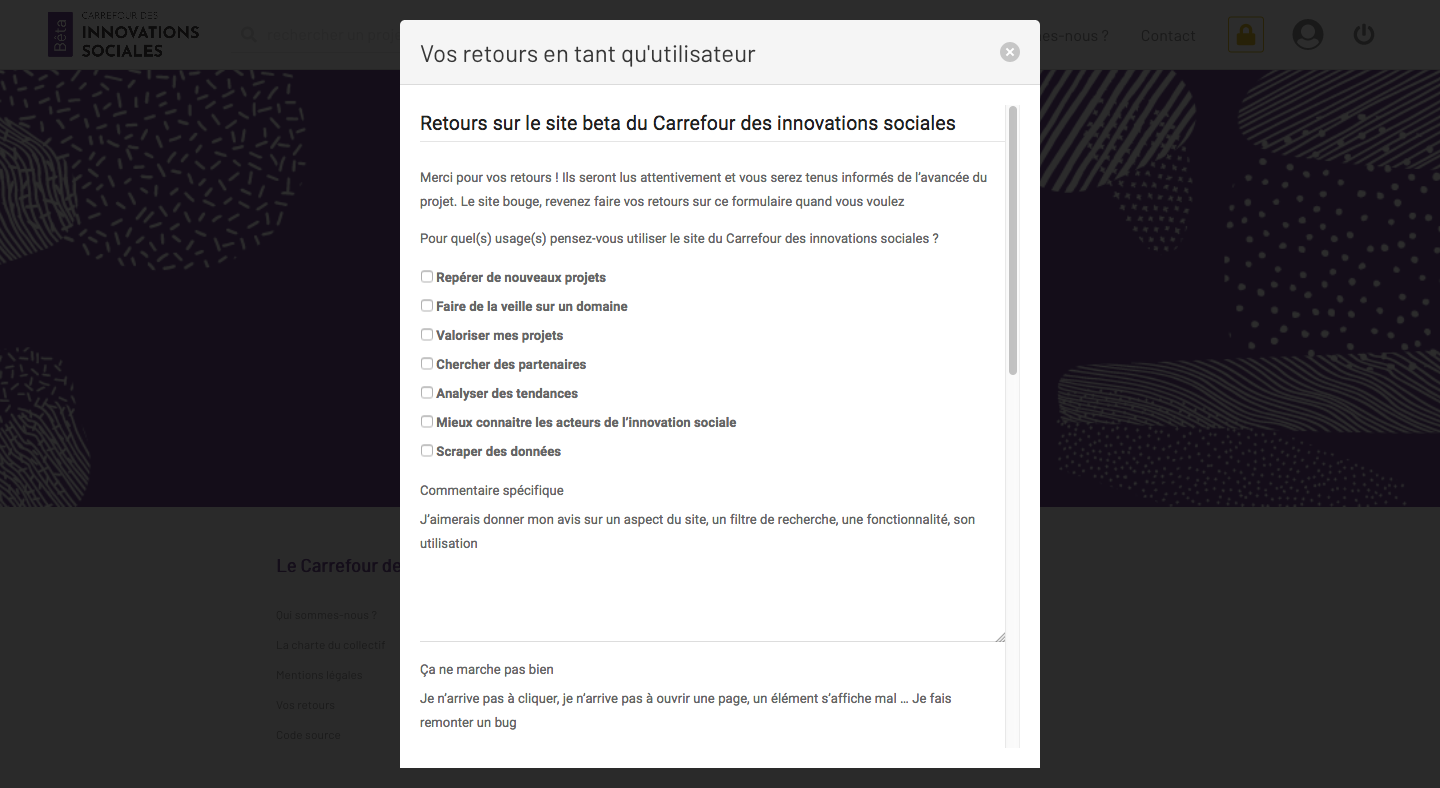 Bêta
CARREFOUR DES
INNOVATIONS
SOCIALES
rechercher un proj
es-nous ?
Contact
Vos retours en tant qu'utilisateur
Retours sur le site beta du Carrefour des innovations sociales
Merci pour vos retours ! Ils seront lus attentivement et vous serez tenus informés de l’avancée du
projet. Le site bouge, revenez faire vos retours sur ce formulaire quand vous voulez
Pour quel(s) usage(s) pensez-vous utiliser le site du Carrefour des innovations sociales ?
Repérer de nouveaux projets
Faire de la veille sur un domaine
Valoriser mes projets
Chercher des partenaires
Analyser des tendances
Mieux connaitre les acteurs de l’innovation sociale
Scraper des données
Commentaire spécifique
J’aimerais donner mon avis sur un aspect du site, un filtre de recherche, une fonctionnalité, son
utilisation
Ça ne marche pas bien
Je n’arrive pas à cliquer, je n’arrive pas à ouvrir une page, un élément s’affiche mal ... Je fais
remonter un bug
Le Carrefour de
Qui sommes-nous ?
La charte du collectif
Mentions légales
Vos retours
Code source